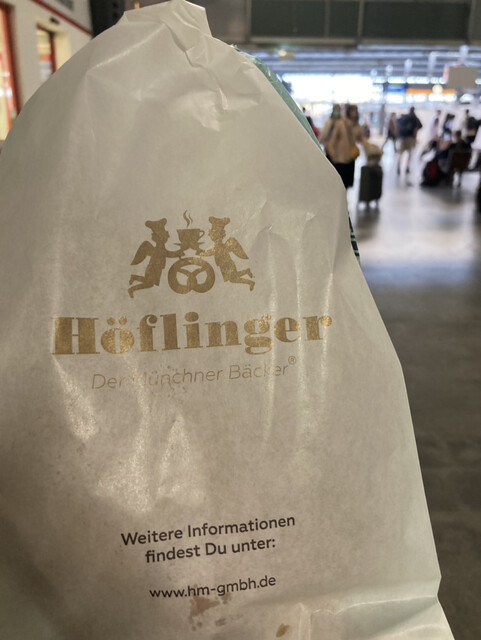 Höflinger
Der Münchner Bäcker®
Weitere Informationen
findest Du unter:
www.hm-gmbh.de